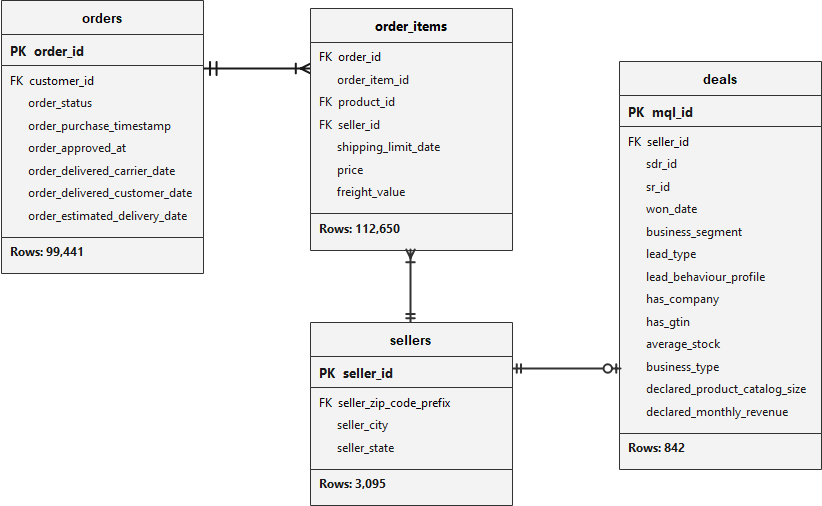 orders
PK order_id
FK customer_id
order_status
order_purchase_timestamp
order_approved_at
order_delivered_carrier_date
order_delivered_customer_date
order_estimated_delivery_date
Rows: 99,441
order_items
FK order_id
order_item_id
FK product_id
FK seller_id
shipping_limit_date
price
freight_value
Rows: 112,650
sellers
PK seller_id
FK seller_zip_code_prefix
seller_city
seller_state
Rows: 3,095
deals
PK mql_id
FK seller_id
sdr_id
sr_id
won_date
business_segment
lead_type
lead_behaviour_profile
has_company
has_gtin
average_stock
business_type
declared_product_catalog_size
declared_monthly_revenue
Rows: 842